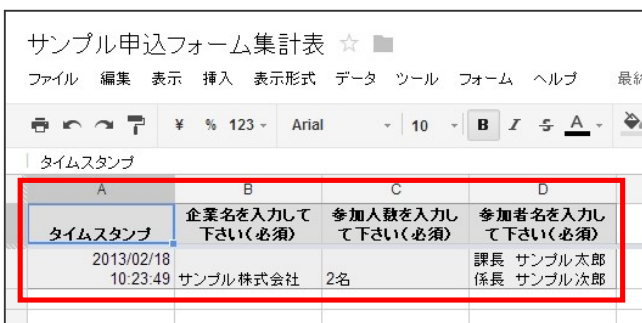 サンプル申込フォーム集計表
ファイル 編集 表示 挿入 表示形式 データ ツール フォーム ヘルプ 最終
¥ % 123 Arial 10 B I S A
タイムスタンプ
A B C D
タイムスタンプ 企業名を入力して下さい(必須) 参加人数を入力して下さい(必須) 参加者名を入力して下さい(必須)
2013/02/18 課長 サンプル太郎
10:23:49 サンプル株式会社 2名 係長 サンプル次郎